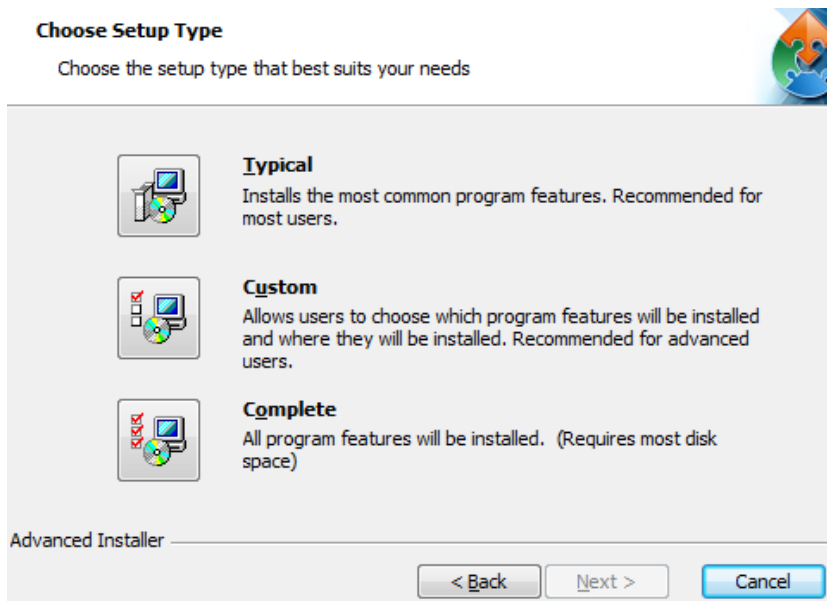 Choose Setup Type
Choose the setup type that best suits your needs
Typical
Installs the most common program features. Recommended for
most users.
Custom
Allows users to choose which program features will be installed
and where they will be installed. Recommended for advanced
users.
Complete
All program features will be installed.  (Requires most disk
space)
Advanced Installer
< Back Next > Cancel